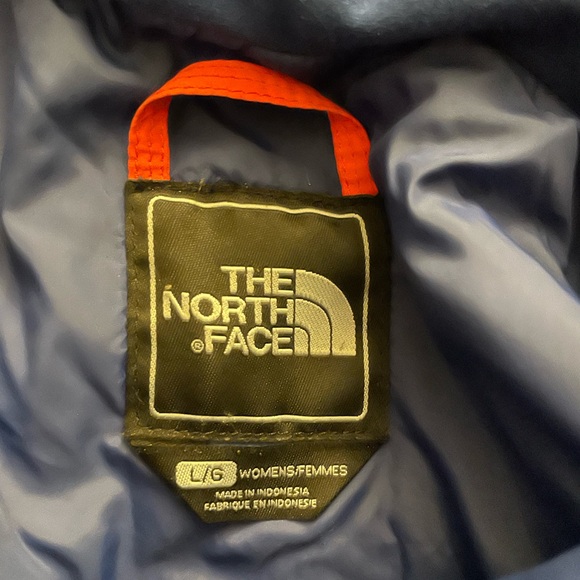 THE
NORTH
®FACE
L/G WOMENS/FEMMES
MADE IN INDONESIA
FABRIQUE EN INDONESIE